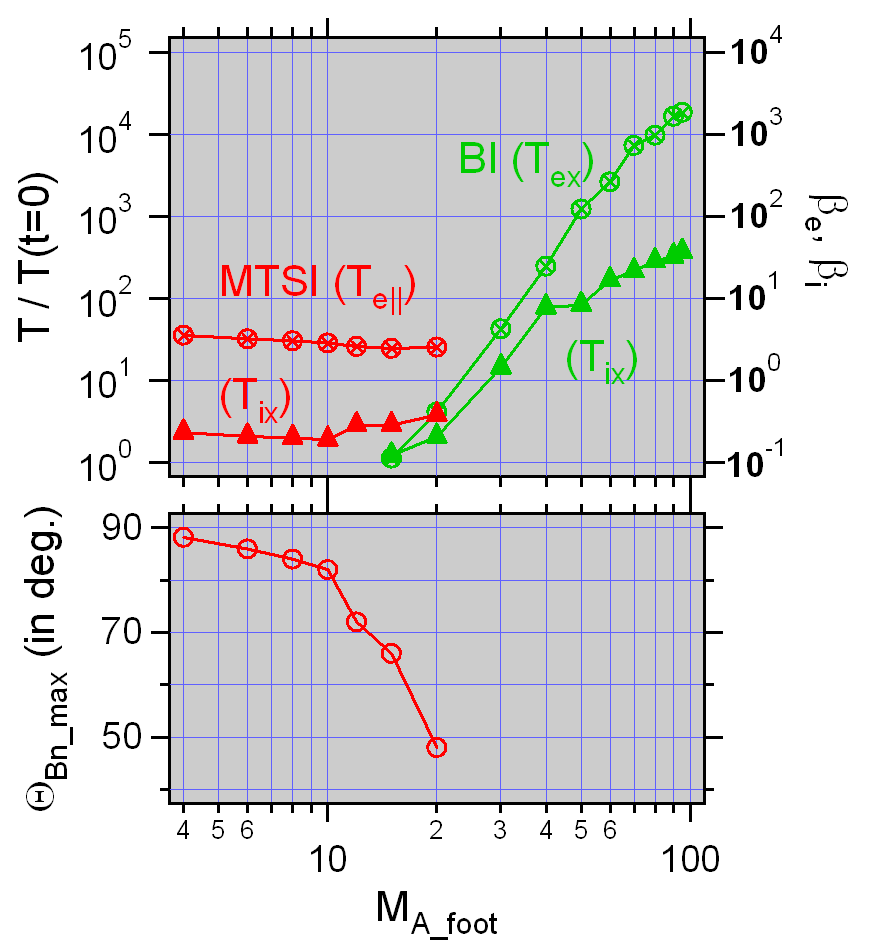 T / T(t=0)
10^5
10^4
10^3
10^2
10^1
10^0
BI (T_ex)
MTSI (T_e||)
(T_ix)
(T_ix)
10^4
10^3
10^2
10^1
10^0
10^-1
β_e, β_i
Θ_Bn_max (in deg.)
90
70
50
4 5 6 2 3 4 5 6
10 100
M_A_foot